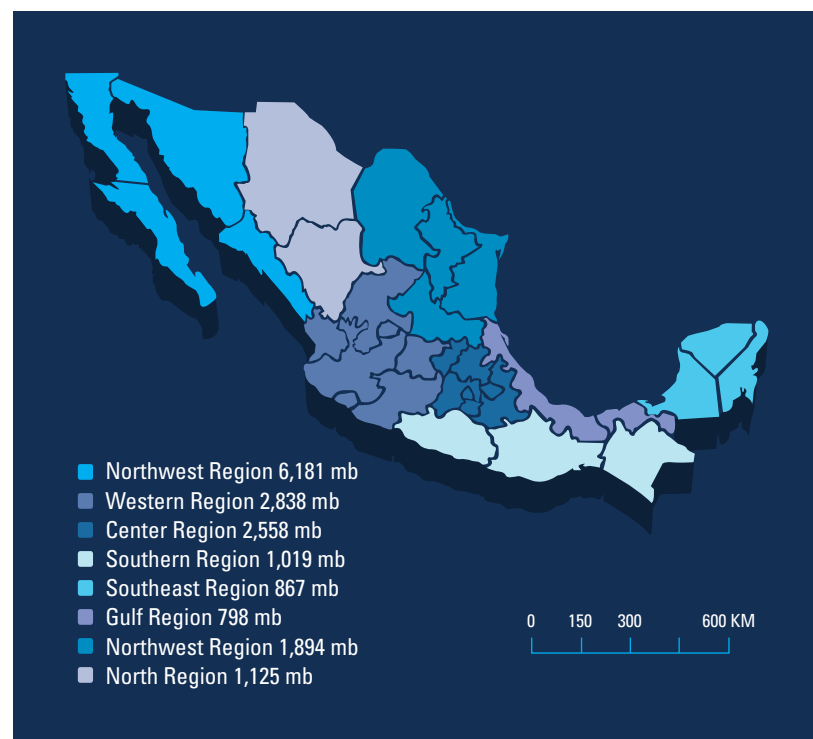 Northwest Region 6,181 mb
Western Region 2,838 mb
Center Region 2,558 mb
Southern Region 1,019 mb
Southeast Region 867 mb
Gulf Region 798 mb
Northwest Region 1,894 mb
North Region 1,125 mb
0 150 300 600 KM